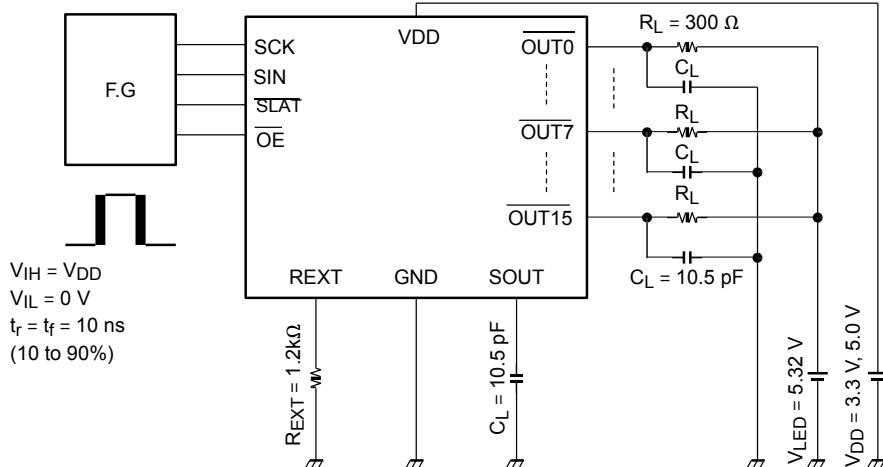 F.G
SCK
SIN
SLAT
OE
VDD
OUT0
OUT7
OUT15
REXT
GND
SOUT
RL = 300 Ω
CL
RL
CL
RL
CL = 10.5 pF
VIH = VDD
VIL = 0 V
tr = tf = 10 ns
(10 to 90%)
REXT = 1.2kΩ
CL = 10.5 pF
VLED = 5.32 V
VDD = 3.3 V, 5.0 V